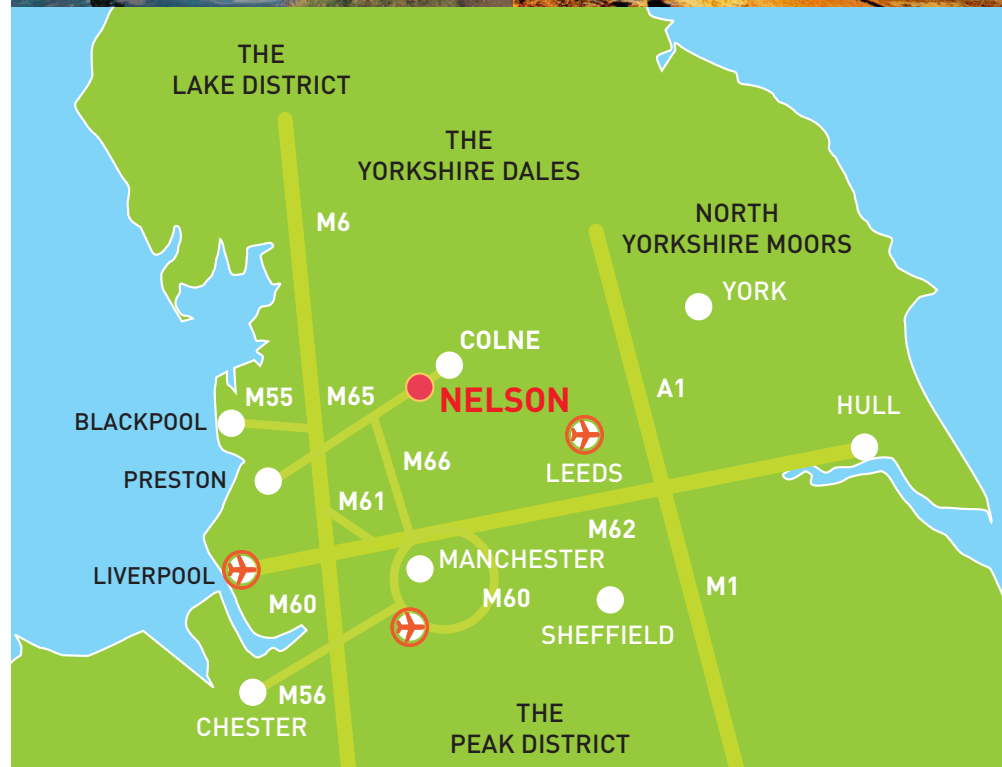 THE
LAKE DISTRICT
THE
YORKSHIRE DALES
M6
NORTH
YORKSHIRE MOORS
YORK
COLNE
M55
M65
NELSON
A1
HULL
BLACKPOOL
M66
LEEDS
PRESTON
M61
M62
MANCHESTER
LIVERPOOL
M60
M60
M1
SHEFFIELD
M56
CHESTER
THE
PEAK DISTRICT